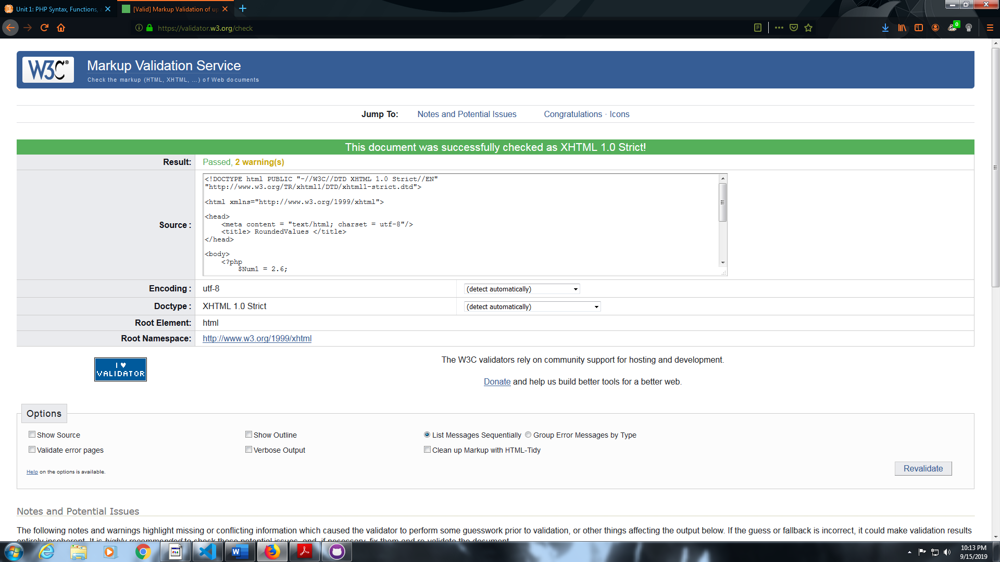 Unit 1: PHP Syntax, Functions,
[Valid] Markup Validation of up
https://validator.w3.org/check
0
W3C®
Markup Validation Service
Check the markup (HTML, XHTML, ...) of Web documents
Jump To: Notes and Potential Issues Congratulations · Icons
This document was successfully checked as XHTML 1.0 Strict!
Result: Passed, 2 warning(s)
Source :
<!DOCTYPE html PUBLIC "-//W3C//DTD XHTML 1.0 Strict//EN"
"http://www.w3.org/TR/xhtml1/DTD/xhtml1-strict.dtd">
<html xmlns="http://www.w3.org/1999/xhtml">
<head>
<meta content = "text/html; charset = utf-8"/>
<title> RoundedValues </title>
</head>
<body>
<?php
$Num1 = 2.6;
Encoding : utf-8 (detect automatically)
Doctype : XHTML 1.0 Strict (detect automatically)
Root Element: html
Root Namespace: http://www.w3.org/1999/xhtml
I ♥
VALIDATOR
The W3C validators rely on community support for hosting and development.
Donate and help us build better tools for a better web.
Options
Show Source Show Outline List Messages Sequentially Group Error Messages by Type
Validate error pages Verbose Output Clean up Markup with HTML-Tidy
Help on the options is available.
Revalidate
Notes and Potential Issues
The following notes and warnings highlight missing or conflicting information which caused the validator to perform some guesswork prior to validation, or other things affecting the output below. If the guess or fallback is incorrect, it could make validation results
entirely incoherent. It is highly recommended to check these potential issues, and, if necessary, fix them and re-validate the document.
10:13 PM
9/15/2019